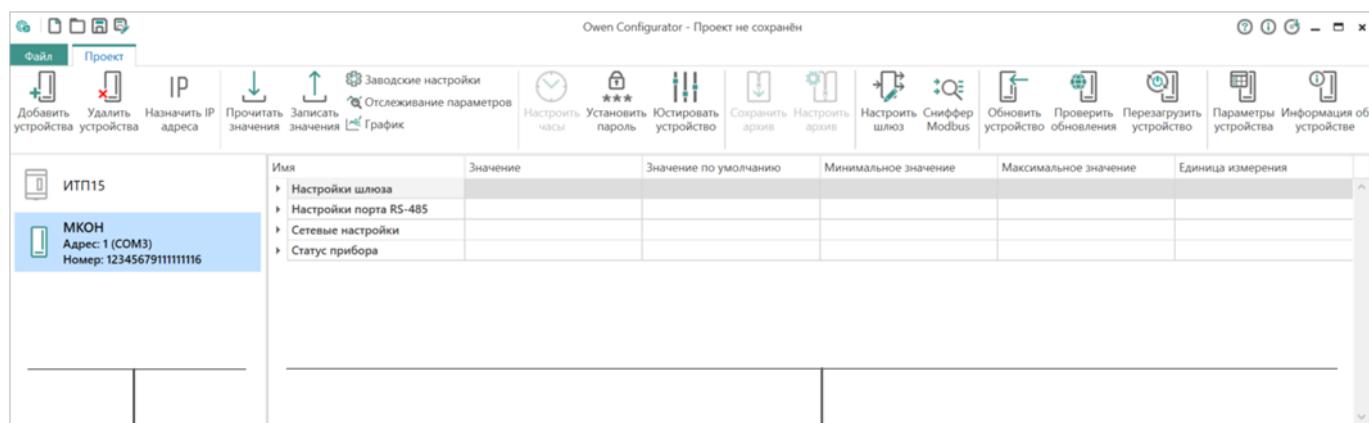 Owen Configurator - Проект не сохранён
Файл Проект
Добавить устройства
Удалить устройства
Назначить IP адреса
Прочитать значения
Записать значения
Заводские настройки
Отслеживание параметров
График
Настроить часы
Установить пароль
Юстировать устройство
Сохранить архив
Настроить архив
Настроить шлюз
Сниффер Modbus
Обновить устройство
Проверить обновления
Перезагрузить устройство
Параметры устройства
Информация об устройстве
IP
***
ИТП15
МКОН
Адрес: 1 (COM3)
Номер: 12345679111111116
Имя Значение Значение по умолчанию Минимальное значение Максимальное значение Единица измерения
Настройки шлюза
Настройки порта RS-485
Сетевые настройки
Статус прибора